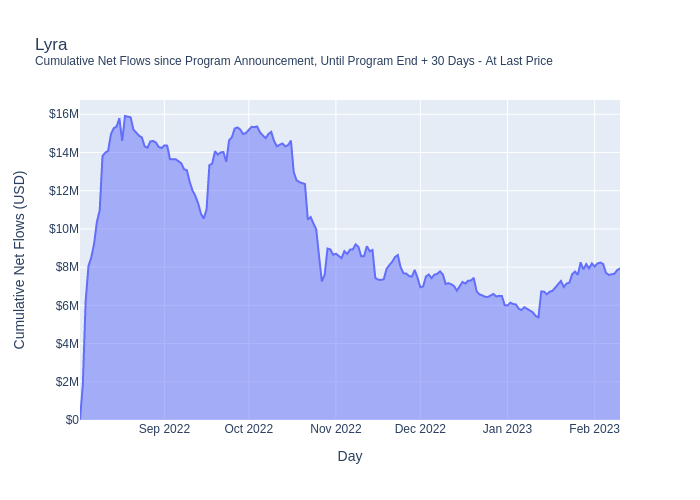 Lyra
Cumulative Net Flows since Program Announcement, Until Program End + 30 Days - At Last Price
Cumulative Net Flows (USD)
$16M
$14M
$12M
$10M
$8M
$6M
$4M
$2M
$0
Sep 2022 Oct 2022 Nov 2022 Dec 2022 Jan 2023 Feb 2023
Day